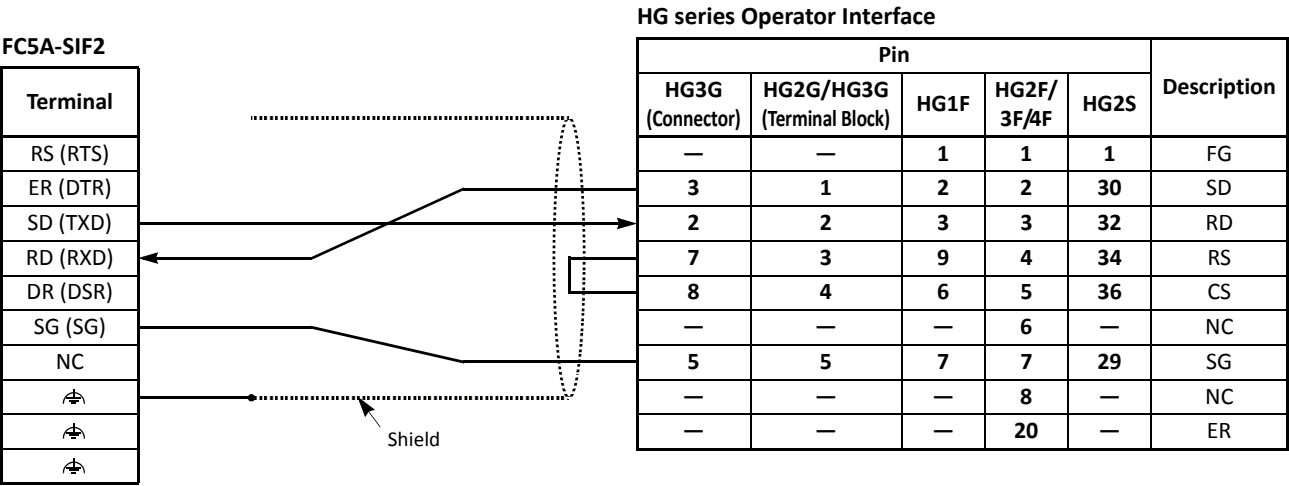 HG series Operator Interface
FC5A-SIF2
Terminal
RS (RTS)
ER (DTR)
SD (TXD)
RD (RXD)
DR (DSR)
SG (SG)
NC
Shield
Pin Description
HG3G (Connector) HG2G/HG3G (Terminal Block) HG1F HG2F/3F/4F HG2S
— — 1 1 1 FG
3 1 2 2 30 SD
2 2 3 3 32 RD
7 3 9 4 34 RS
8 4 6 5 36 CS
— — — 6 — NC
5 5 7 7 29 SG
— — — 8 — NC
— — — 20 — ER